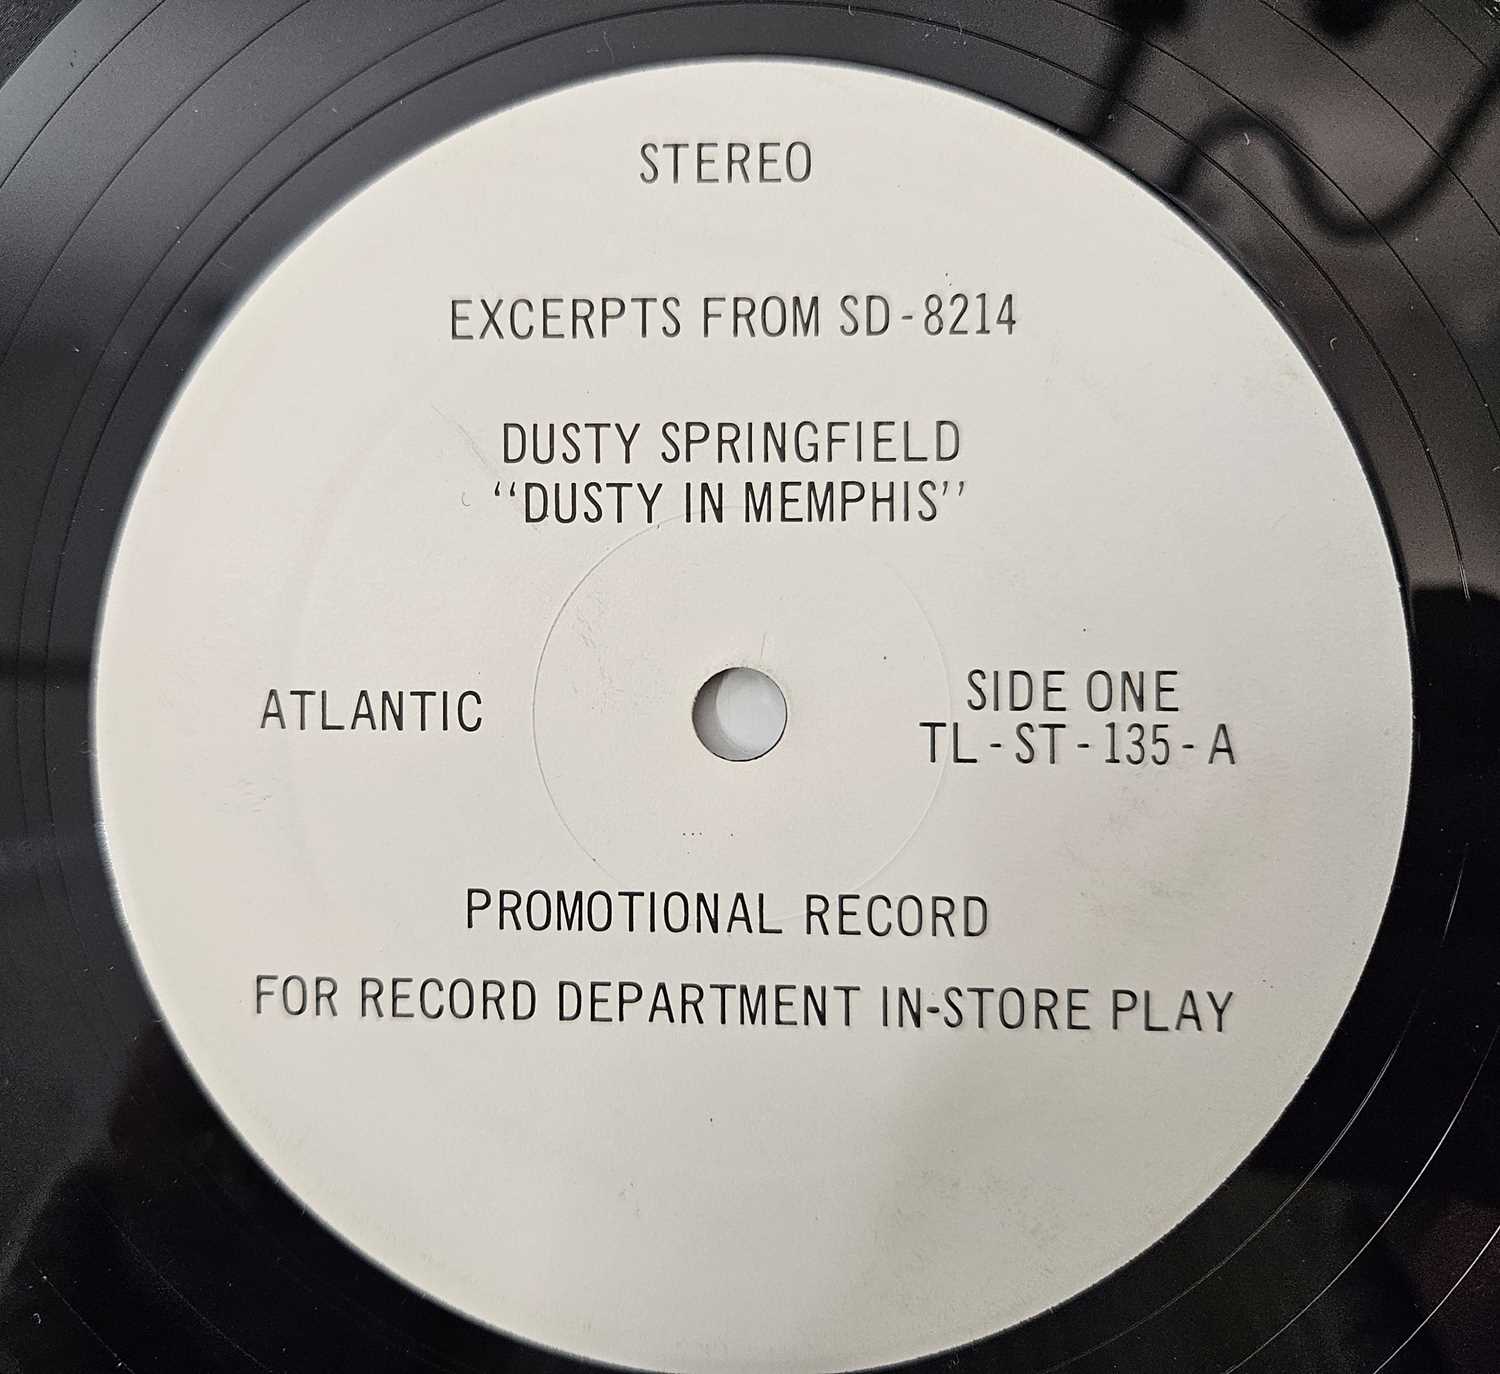 STEREO
EXCERPTS FROM SD-8214
DUSTY SPRINGFIELD
"DUSTY IN MEMPHIS"
ATLANTIC
SIDE ONE
TL-ST-135-A
PROMOTIONAL RECORD
FOR RECORD DEPARTMENT IN-STORE PLAY